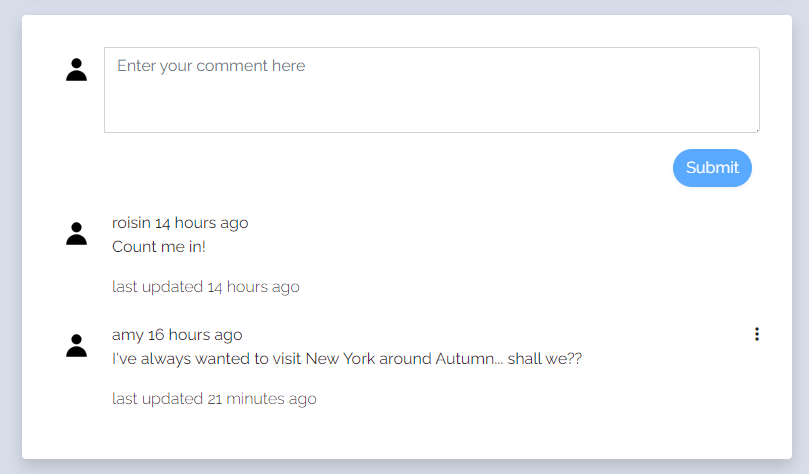 Enter your comment here
Submit
roisin 14 hours ago
Count me in!
last updated 14 hours ago
amy 16 hours ago
I've always wanted to visit New York around Autumn... shall we??
last updated 21 minutes ago